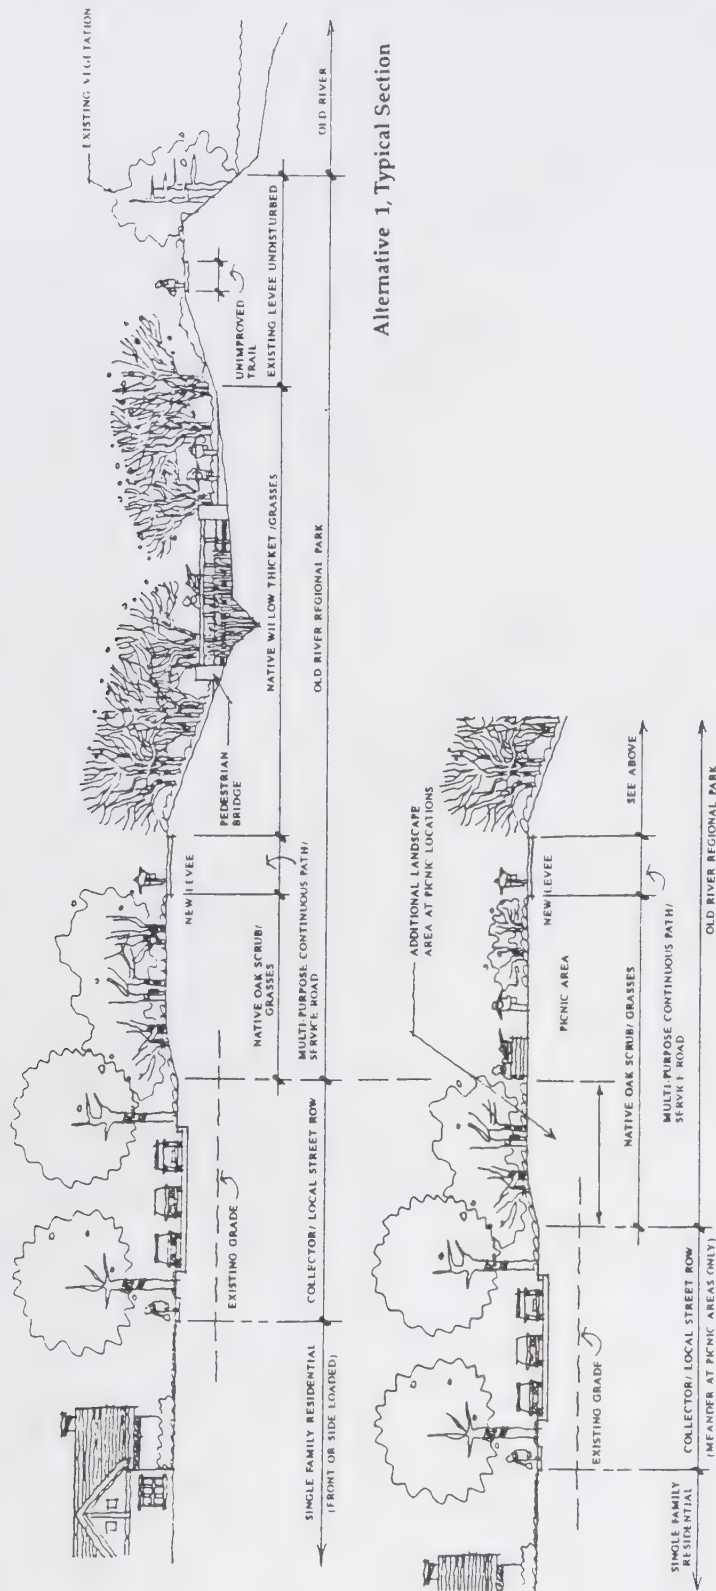 EXISTING VEGETATION
OLD RIVER
UNIMPROVED
TRAIL
EXISTING LEVEE UNDISTURBED
NATIVE WILLOW THICKET /GRASSES
OLD RIVER REGIONAL PARK
PEDESTRIAN
BRIDGE
NEW LEVEE
NATIVE OAK SCRUB/
GRASSES
MULTI-PURPOSE CONTINUOUS PATH/
SERVICE ROAD
EXISTING GRADE
COLLECTOR/ LOCAL STREET ROW
SINGLE FAMILY RESIDENTIAL
(FRONT OR SIDE LOADED)
Alternative 1, Typical Section
ADDITIONAL LANDSCAPE
AREA AT PICNIC LOCATIONS
SEE ABOVE
NEW LEVEE
PICNIC AREA
NATIVE OAK SCRUB/ GRASSES
MULTI-PURPOSE CONTINUOUS PATH/
SERVICE ROAD
OLD RIVER REGIONAL PARK
EXISTING GRADE
COLLECTOR/ LOCAL STREET ROW
(MEANDER AT PICNIC AREAS ONLY)
SINGLE FAMILY
RESIDENTIAL